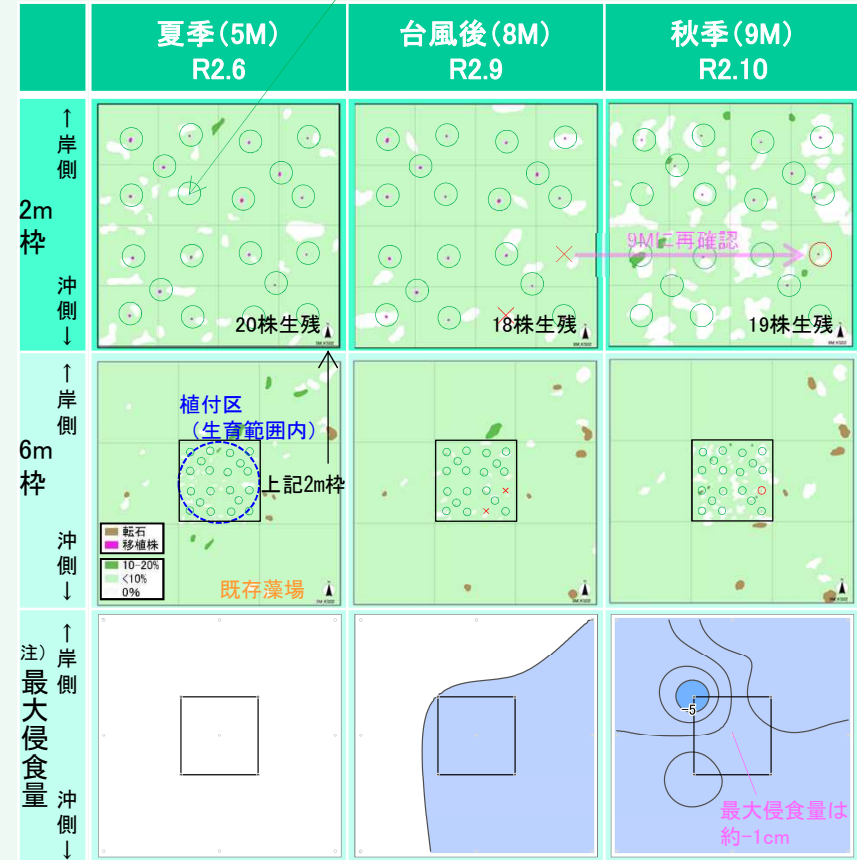 夏季(5M)
R2.6
台風後(8M)
R2.9
秋季(9M)
R2.10
↑岸側
2m枠
沖側↓
20株生残
18株生残
9Mに再確認
19株生残
↑岸側
6m枠
沖側↓
植付区
(生育範囲内)
上記2m枠
転石
移植株
10-20%
<10%
0%
既存藻場
注)
↑岸側
最大侵食量
沖側↓
-5
最大侵食量は
約-1cm